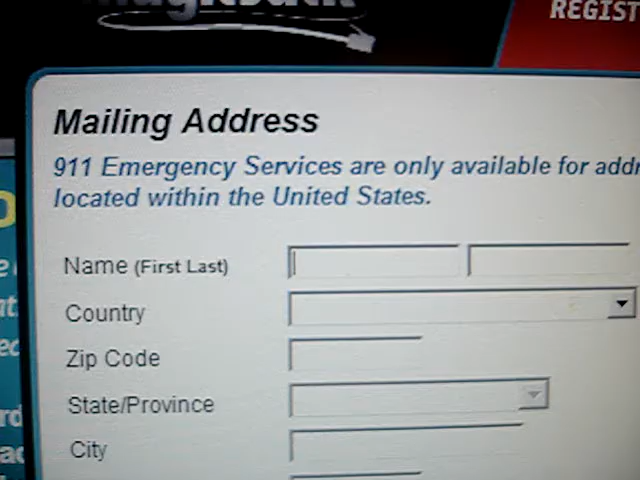 REGIST
Mailing Address
911 Emergency Services are only available for addr
located within the United States.
Name (First Last)
Country
Zip Code
State/Province
City